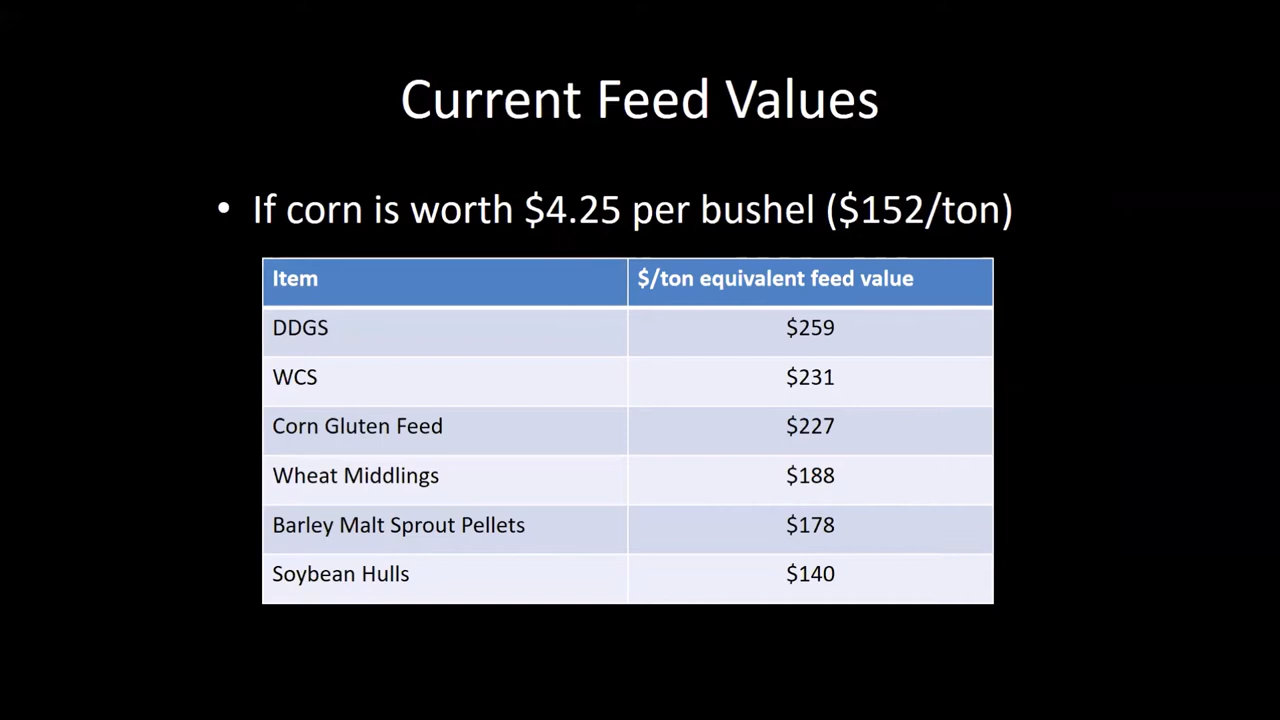 Current Feed Values
• If corn is worth $4.25 per bushel ($152/ton)
Item $/ton equivalent feed value
DDGS $259
WCS $231
Corn Gluten Feed $227
Wheat Middlings $188
Barley Malt Sprout Pellets $178
Soybean Hulls $140